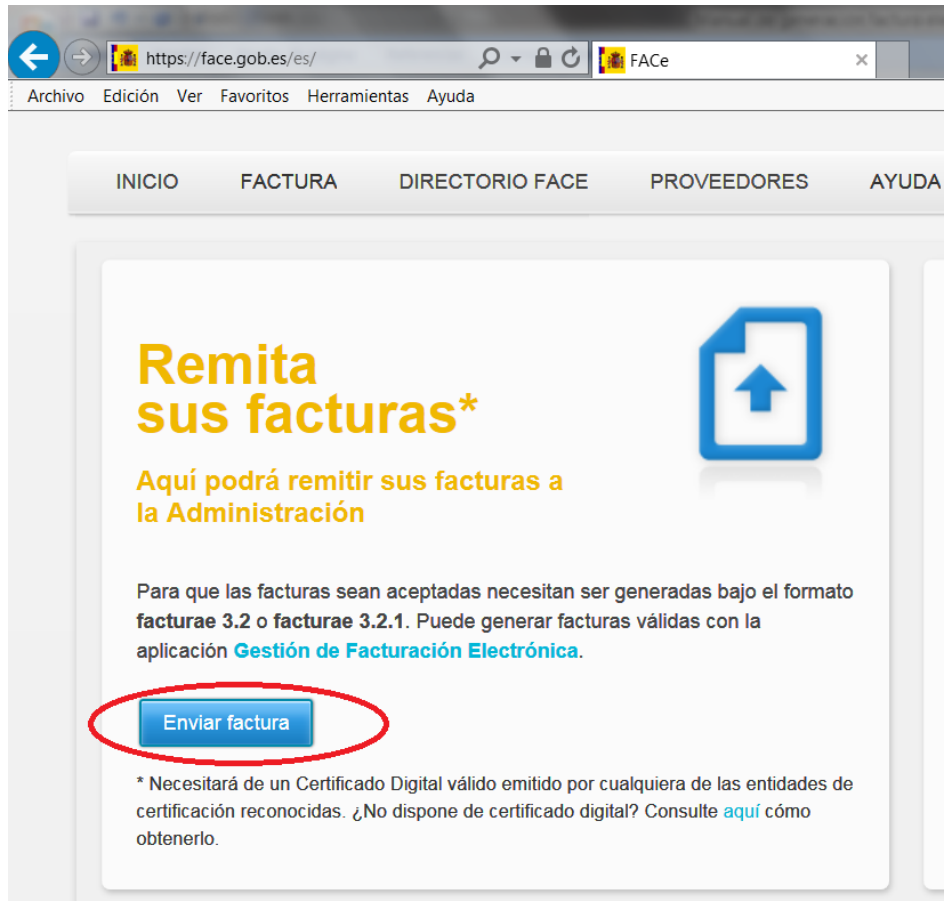 https://face.gob.es/es/
FACe
Archivo Edición Ver Favoritos Herramientas Ayuda
INICIO FACTURA DIRECTORIO FACE PROVEEDORES AYUDA
Remita
sus facturas*
Aquí podrá remitir sus facturas a
la Administración
Para que las facturas sean aceptadas necesitan ser generadas bajo el formato
facturae 3.2 o facturae 3.2.1. Puede generar facturas válidas con la
aplicación Gestión de Facturación Electrónica.
Enviar factura
* Necesitará de un Certificado Digital válido emitido por cualquiera de las entidades de
certificación reconocidas. ¿No dispone de certificado digital? Consulte aquí cómo
obtenerlo.